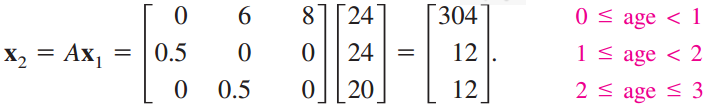 0 6 8 24 304 0 ≤ age < 1
x₂ = Ax₁ = 0.5 0 0 24 = 12 . 1 ≤ age < 2
0 0.5 0 20 12 2 ≤ age ≤ 3